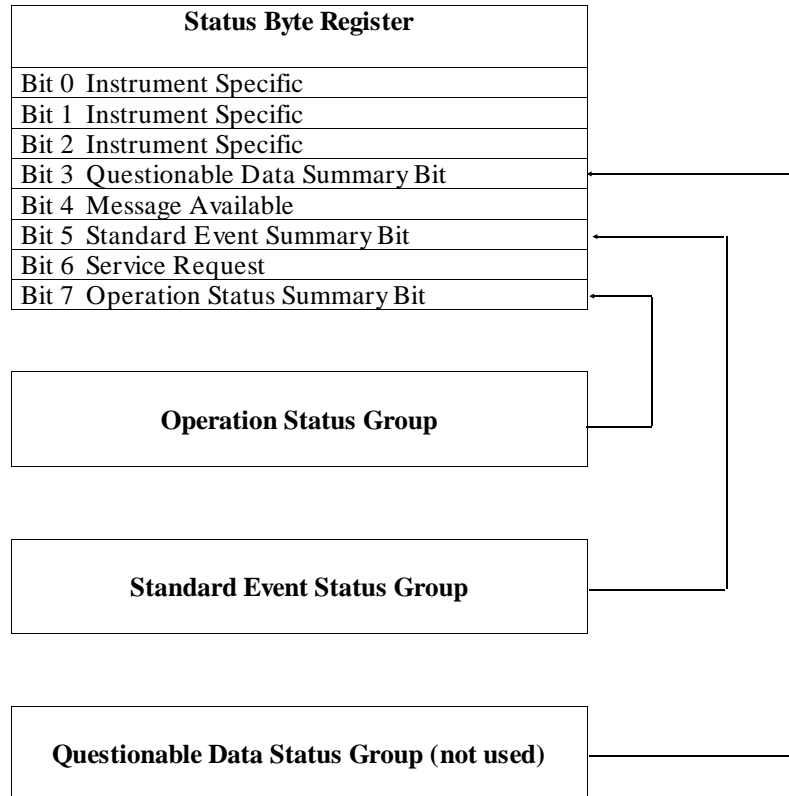 Status Byte Register
Bit 0 Instrument Specific
Bit 1 Instrument Specific
Bit 2 Instrument Specific
Bit 3 Questionable Data Summary Bit
Bit 4 Message Available
Bit 5 Standard Event Summary Bit
Bit 6 Service Request
Bit 7 Operation Status Summary Bit
Operation Status Group
Standard Event Status Group
Questionable Data Status Group (not used)